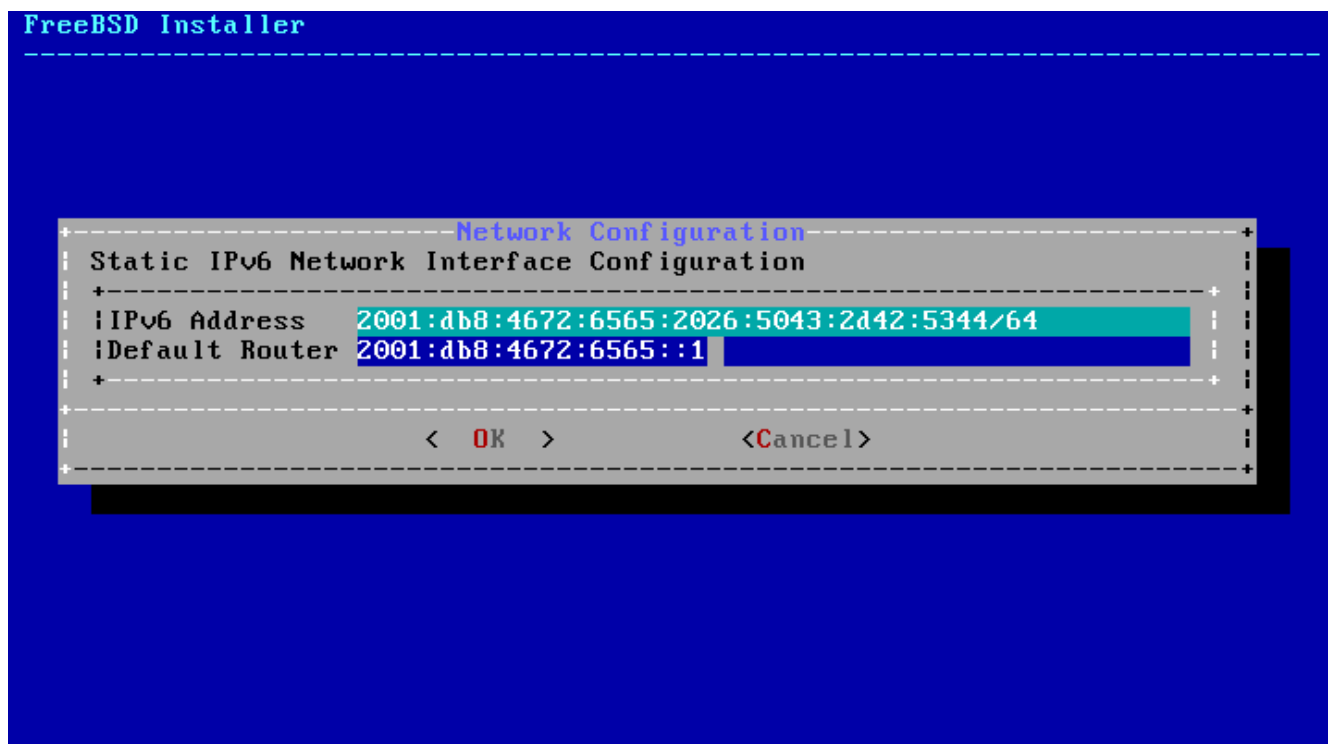 FreeBSD Installer
Network Configuration
Static IPv6 Network Interface Configuration
IPv6 Address 2001:db8:4672:6565:2026:5043:2d42:5344/64
Default Router 2001:db8:4672:6565::1
< OK > <Cancel>